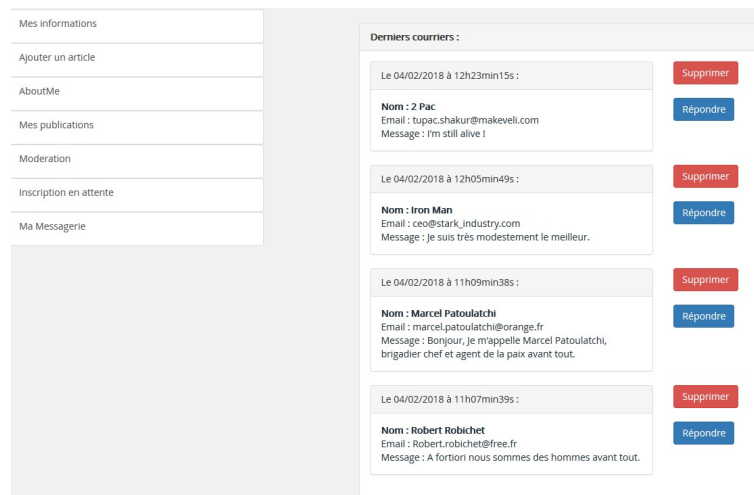 Mes informations
Ajouter un article
AboutMe
Mes publications
Moderation
Inscription en attente
Ma Messagerie
Derniers courriers :
Le 04/02/2018 à 12h23min15s :
Supprimer
Nom : 2 Pac
Email : tupac.shakur@makeveli.com
Message : I'm still alive !
Répondre
Le 04/02/2018 à 12h05min49s :
Supprimer
Nom : Iron Man
Email : ceo@stark_industry.com
Message : Je suis très modestement le meilleur.
Répondre
Le 04/02/2018 à 11h09min38s :
Supprimer
Nom : Marcel Patoulatchi
Email : marcel.patoulatchi@orange.fr
Message : Bonjour, Je m'appelle Marcel Patoulatchi,
brigadier chef et agent de la paix avant tout.
Répondre
Le 04/02/2018 à 11h07min39s :
Supprimer
Nom : Robert Robichet
Email : Robert.robichet@free.fr
Message : A fortiori nous sommes des hommes avant tout.
Répondre